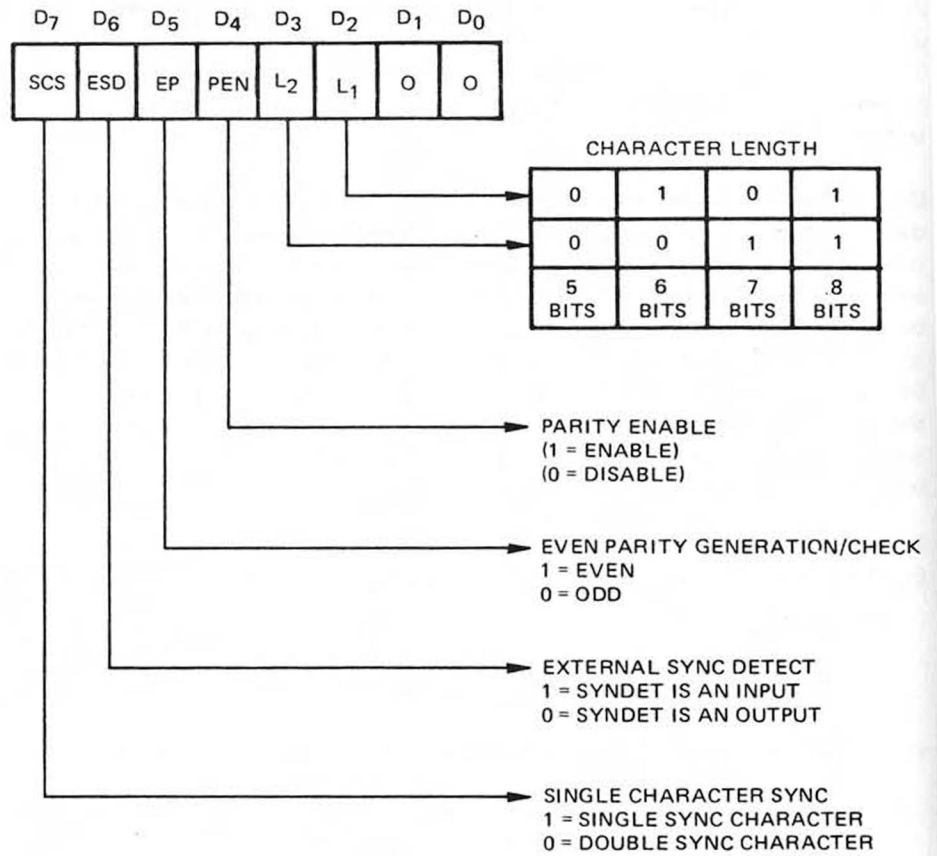 D7 D6 D5 D4 D3 D2 D1 D0
SCS ESD EP PEN L2 L1 0 0
CHARACTER LENGTH
0 1 0 1
0 0 1 1
5 6 7 .8
BITS BITS BITS BITS
PARITY ENABLE
(1 = ENABLE)
(0 = DISABLE)
EVEN PARITY GENERATION/CHECK
1 = EVEN
0 = ODD
EXTERNAL SYNC DETECT
1 = SYNDET IS AN INPUT
0 = SYNDET IS AN OUTPUT
SINGLE CHARACTER SYNC
1 = SINGLE SYNC CHARACTER
0 = DOUBLE SYNC CHARACTER